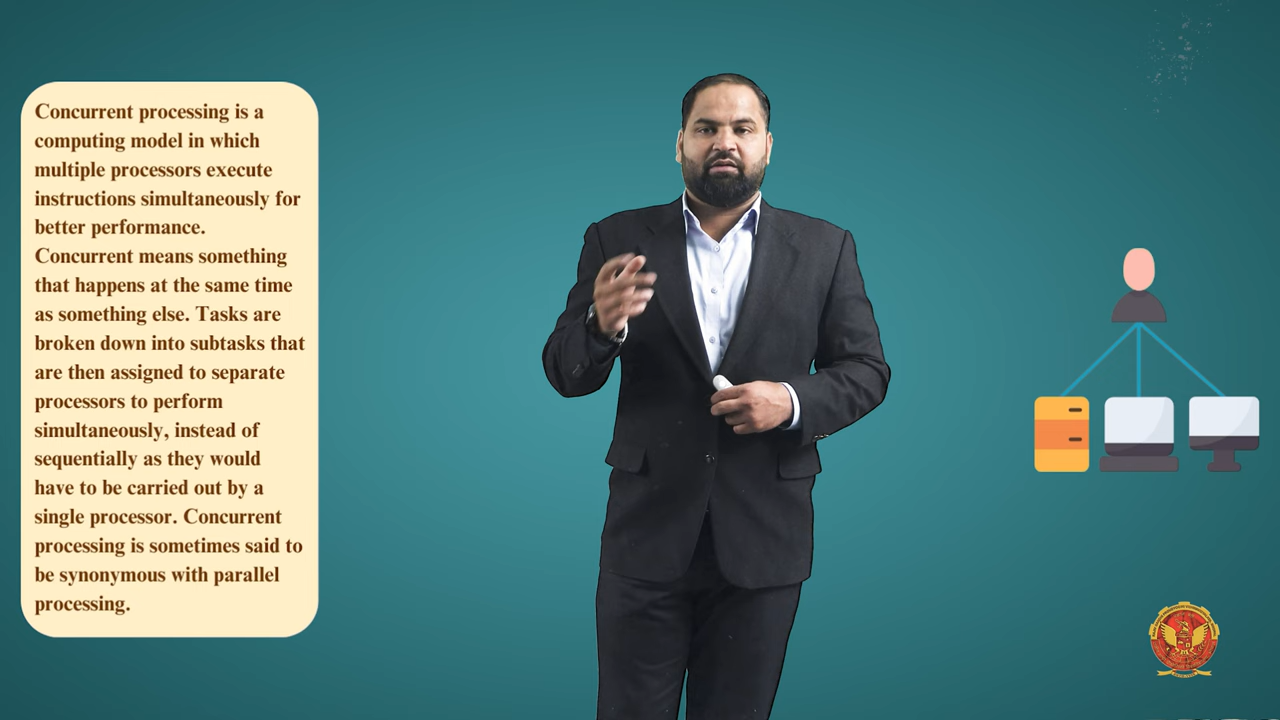 Concurrent processing is a
computing model in which
multiple processors execute
instructions simultaneously for
better performance.
Concurrent means something
that happens at the same time
as something else. Tasks are
broken down into subtasks that
are then assigned to separate
processors to perform
simultaneously, instead of
sequentially as they would
have to be carried out by a
single processor. Concurrent
processing is sometimes said to
be synonymous with parallel
processing.